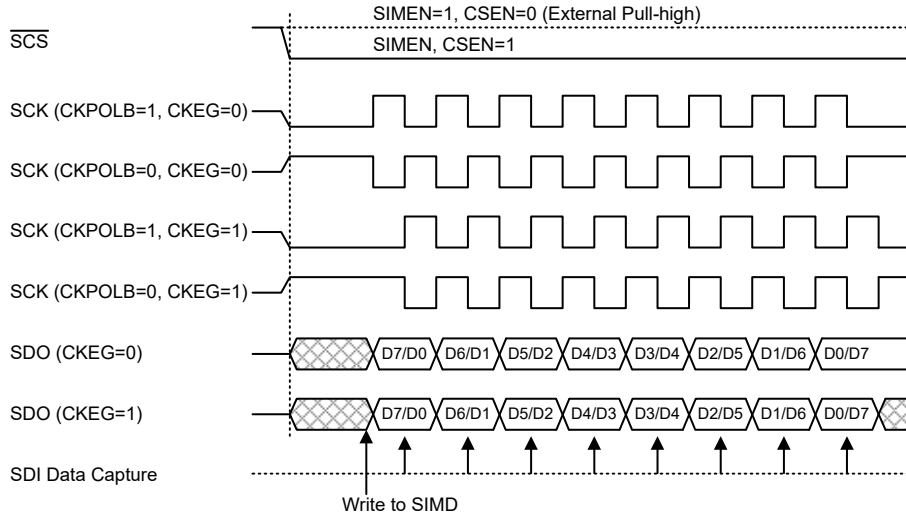 SIMEN=1, CSEN=0 (External Pull-high)
SCS
SIMEN, CSEN=1
SCK (CKPOLB=1, CKEG=0)
SCK (CKPOLB=0, CKEG=0)
SCK (CKPOLB=1, CKEG=1)
SCK (CKPOLB=0, CKEG=1)
SDO (CKEG=0) D7/D0 D6/D1 D5/D2 D4/D3 D3/D4 D2/D5 D1/D6 D0/D7
SDO (CKEG=1) D7/D0 D6/D1 D5/D2 D4/D3 D3/D4 D2/D5 D1/D6 D0/D7
SDI Data Capture
Write to SIMD